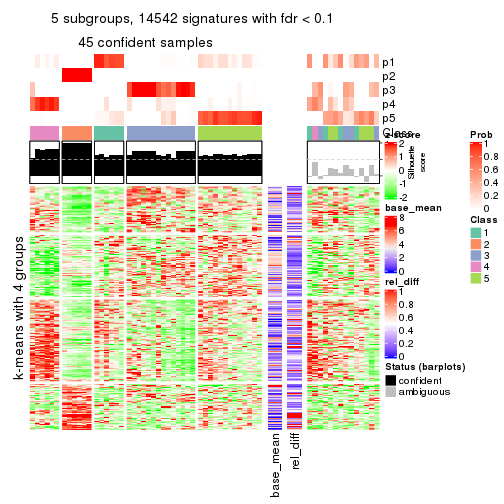 5 subgroups, 14542 signatures with fdr < 0.1
45 confident samples
p1
p2
p3
p4
p5
Class
Silhouette
score
k-means with 4 groups
base_mean
rel_diff
z-score
2
1
0
-1
-2
base_mean
8
6
4
2
0
rel_diff
1
0.8
0.6
0.4
0.2
0
Status (barplots)
confident
ambiguous
Prob
1
0.8
0.6
0.4
0.2
0
Class
1
2
3
4
5